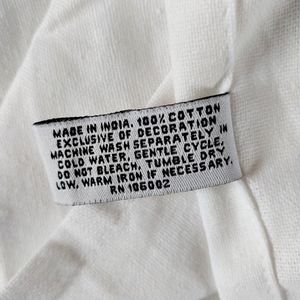 MADE IN INDIA. 100% COTTON
EXCLUSIVE OF DECORATION
MACHINE WASH SEPARATELY IN
COLD WATER, GENTLE CYCLE,
DO NOT BLEACH, TUMBLE DRY
LOW, WARM IRON IF NECESSARY.
RN 106002